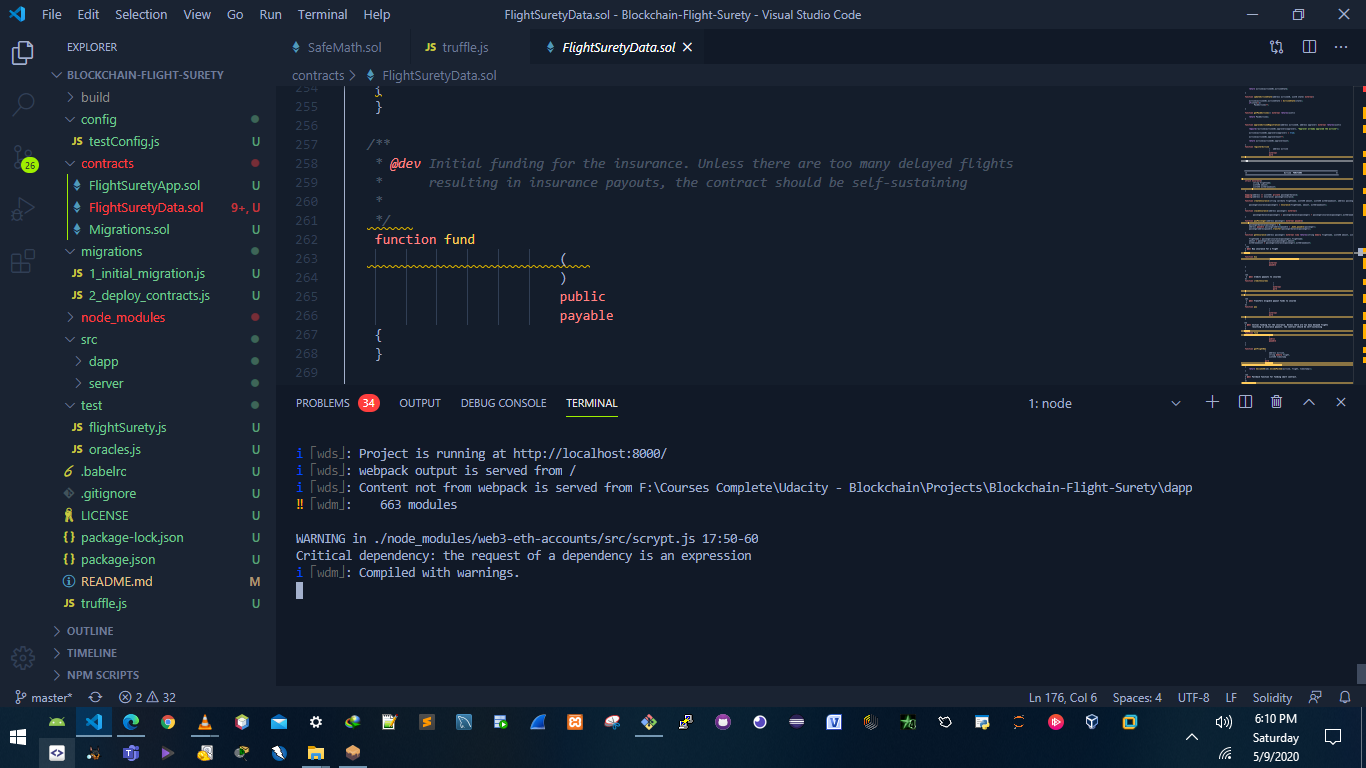 File Edit Selection View Go Run Terminal Help FlightSuretyData.sol - Blockchain-Flight-Surety - Visual Studio Code
EXPLORER
BLOCKCHAIN-FLIGHT-SURETY
build
config
JS testConfig.js U
contracts
FlightSuretyApp.sol U
FlightSuretyData.sol 9+, U
Migrations.sol U
migrations
JS 1_initial_migration.js U
JS 2_deploy_contracts.js U
node_modules
src
dapp
server
test
JS flightSurety.js U
JS oracles.js U
.babelrc U
.gitignore U
LICENSE U
package-lock.json U
package.json U
README.md M
JS truffle.js U
OUTLINE
TIMELINE
NPM SCRIPTS
26
SafeMath.sol JS truffle.js FlightSuretyData.sol
contracts > FlightSuretyData.sol
254 {
255 }
256
257 /**
258 * @dev Initial funding for the insurance. Unless there are too many delayed flights
259 * resulting in insurance payouts, the contract should be self-sustaining
260 *
261 */
262 function fund
263 (
264 )
265 public
266 payable
267 {
268 }
269
PROBLEMS 34 OUTPUT DEBUG CONSOLE TERMINAL 1: node
i ｢wds｣: Project is running at http://localhost:8000/
i ｢wds｣: webpack output is served from /
i ｢wds｣: Content not from webpack is served from F:\Courses Complete\Udacity - Blockchain\Projects\Blockchain-Flight-Surety\dapp
‼ ｢wdm｣: 663 modules
WARNING in ./node_modules/web3-eth-accounts/src/scrypt.js 17:50-60
Critical dependency: the request of a dependency is an expression
i ｢wdm｣: Compiled with warnings.
master* 2 32 Ln 176, Col 6 Spaces: 4 UTF-8 LF Solidity
6:10 PM
Saturday
5/9/2020